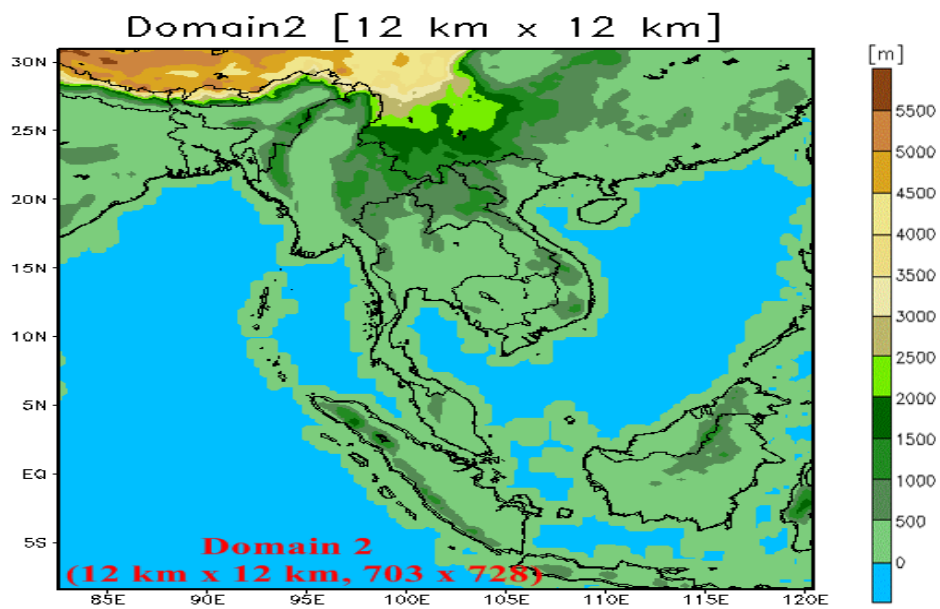 Domain2 [12 km x 12 km]
[m]
30N
25N
20N
15N
10N
5N
EQ
5S
5500
5000
4500
4000
3500
3000
2500
2000
1500
1000
500
0
Domain 2
(12 km x 12 km, 703 x 728)
85E
90E
95E
100E
105E
110E
115E
120E